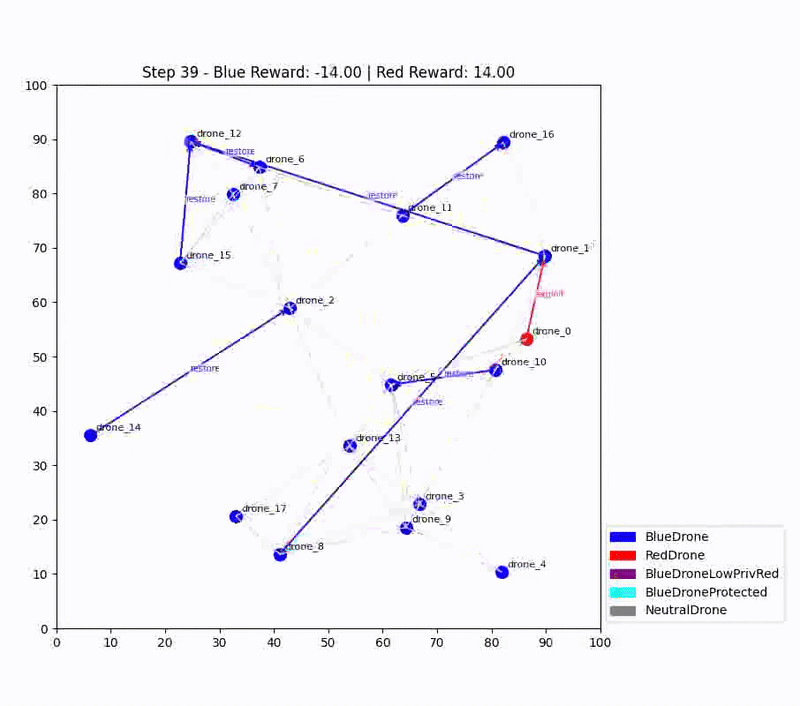 Step 39 - Blue Reward: -14.00 | Red Reward: 14.00
100
90
80
70
60
50
40
30
20
10
0
0 10 20 30 40 50 60 70 80 90 100
drone_12
drone_16
restore
drone_6
restore
drone_7
restore
restore
drone_11
drone_1
drone_15
drone_2
drone_0
drone_10
restore
drone_5
restore
restore
drone_14
drone_13
drone_3
drone_17
drone_9
drone_8
drone_4
BlueDrone
RedDrone
BlueDroneLowPrivRed
BlueDroneProtected
NeutralDrone